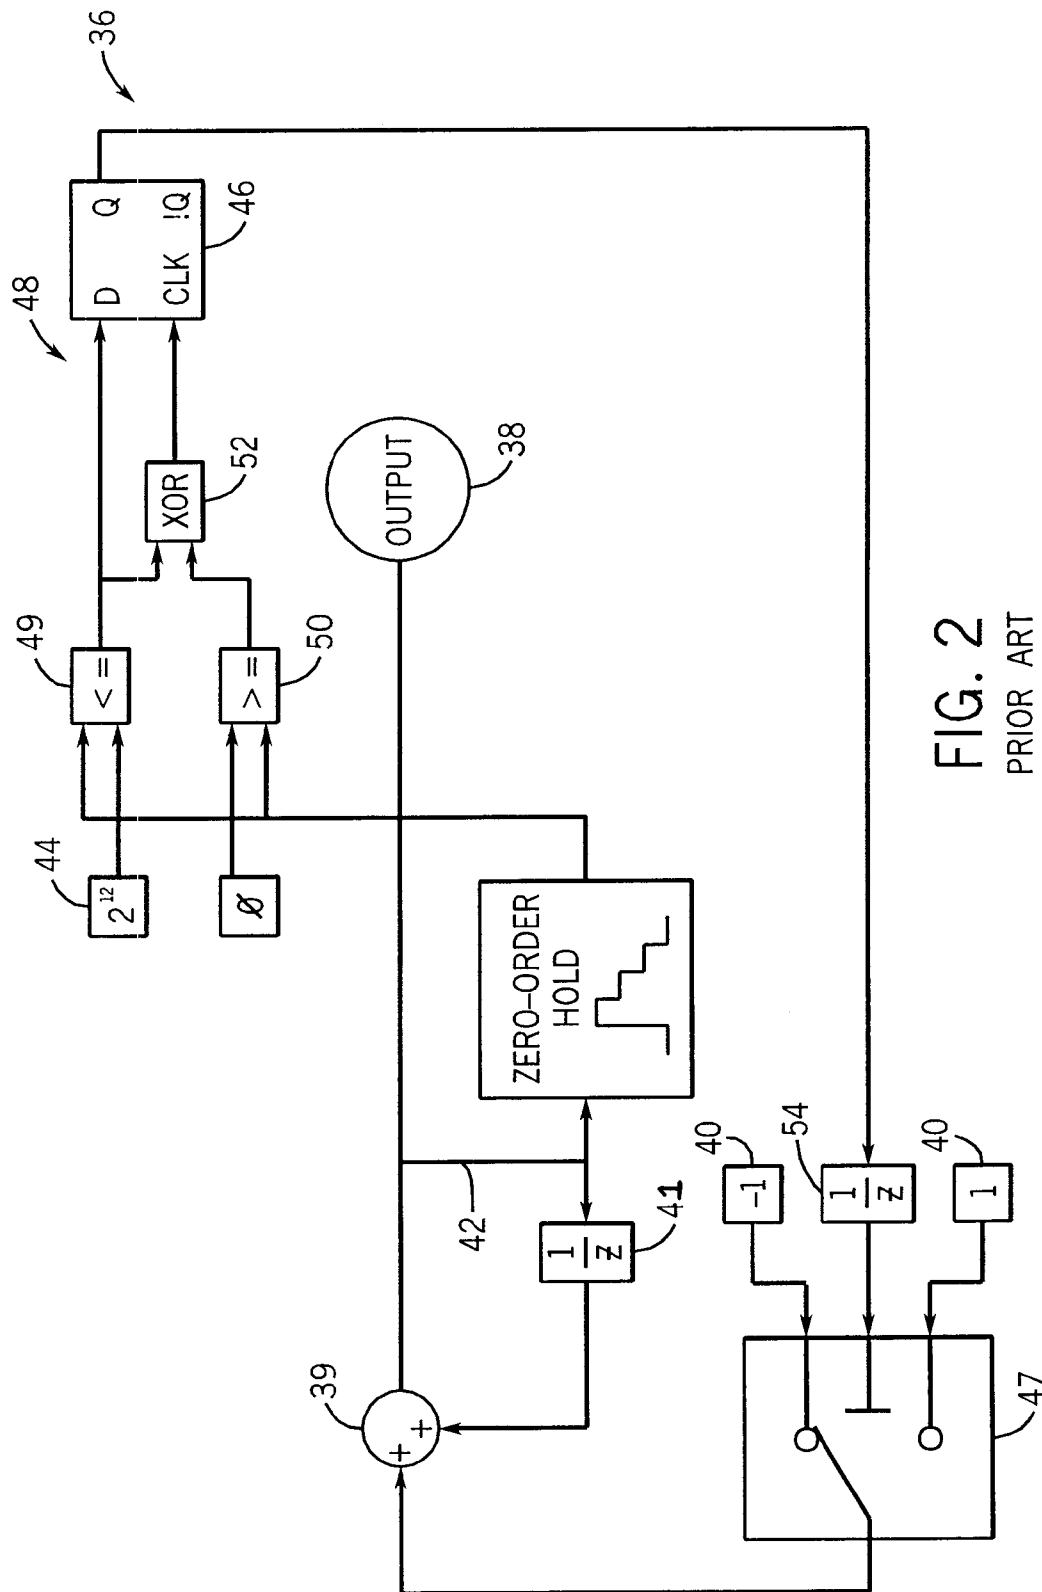 36
48
D Q
CLK !Q
46
49
< =
XOR
52
44
2¹²
> =
50
Ø
OUTPUT
38
ZERO-ORDER
HOLD
42
1
z
41
39
+
+
40
-1
54
1
z
40
1
47
FIG. 2
PRIOR ART